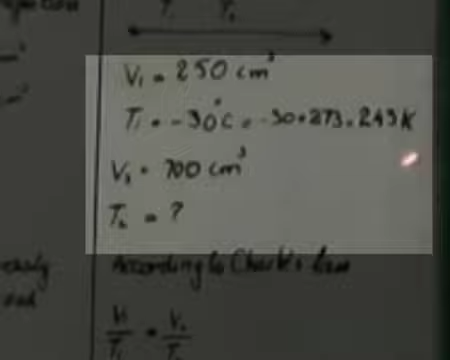 V₁ = 250 cm³
T₁ = -30°C = -30+273 = 243K
V₂ = 700 cm³
T₂ = ?
According to Charle's law
V₁/T₁ = V₂/T₂